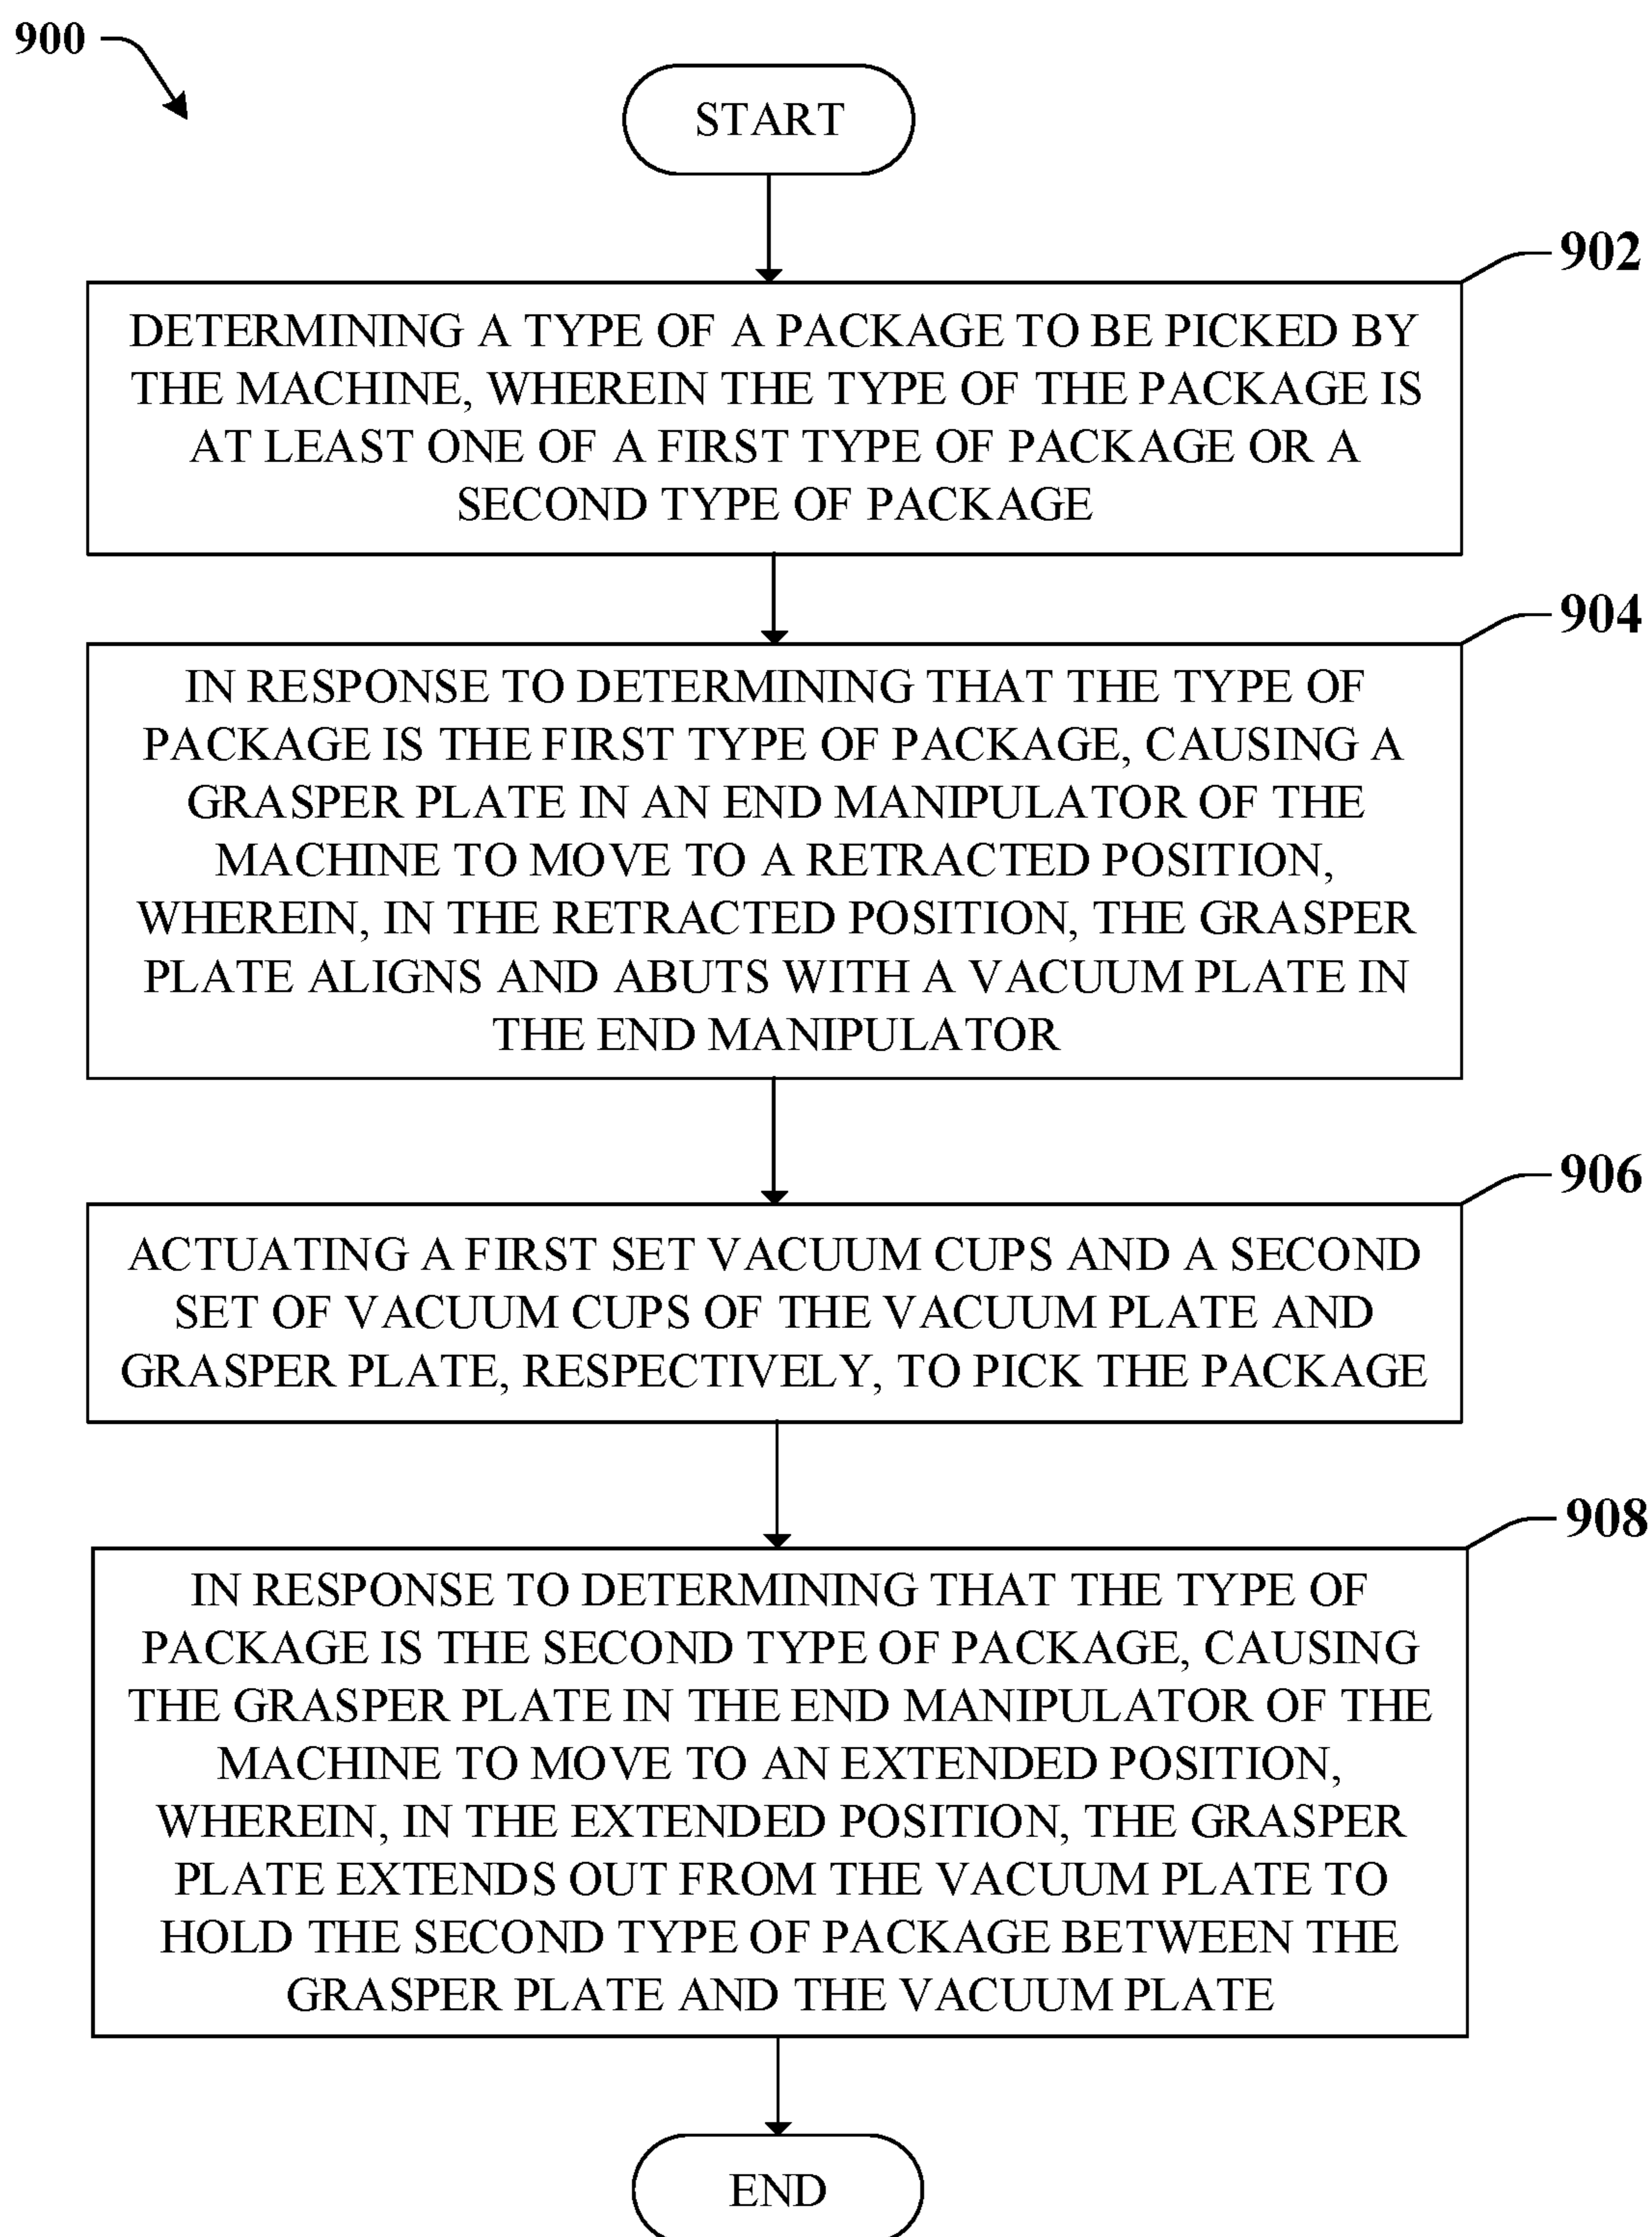 900
START
902
DETERMINING A TYPE OF A PACKAGE TO BE PICKED BY
THE MACHINE, WHEREIN THE TYPE OF THE PACKAGE IS
AT LEAST ONE OF A FIRST TYPE OF PACKAGE OR A
SECOND TYPE OF PACKAGE
904
IN RESPONSE TO DETERMINING THAT THE TYPE OF
PACKAGE IS THE FIRST TYPE OF PACKAGE, CAUSING A
GRASPER PLATE IN AN END MANIPULATOR OF THE
MACHINE TO MOVE TO A RETRACTED POSITION,
WHEREIN, IN THE RETRACTED POSITION, THE GRASPER
PLATE ALIGNS AND ABUTS WITH A VACUUM PLATE IN
THE END MANIPULATOR
906
ACTUATING A FIRST SET VACUUM CUPS AND A SECOND
SET OF VACUUM CUPS OF THE VACUUM PLATE AND
GRASPER PLATE, RESPECTIVELY, TO PICK THE PACKAGE
908
IN RESPONSE TO DETERMINING THAT THE TYPE OF
PACKAGE IS THE SECOND TYPE OF PACKAGE, CAUSING
THE GRASPER PLATE IN THE END MANIPULATOR OF THE
MACHINE TO MOVE TO AN EXTENDED POSITION,
WHEREIN, IN THE EXTENDED POSITION, THE GRASPER
PLATE EXTENDS OUT FROM THE VACUUM PLATE TO
HOLD THE SECOND TYPE OF PACKAGE BETWEEN THE
GRASPER PLATE AND THE VACUUM PLATE
END